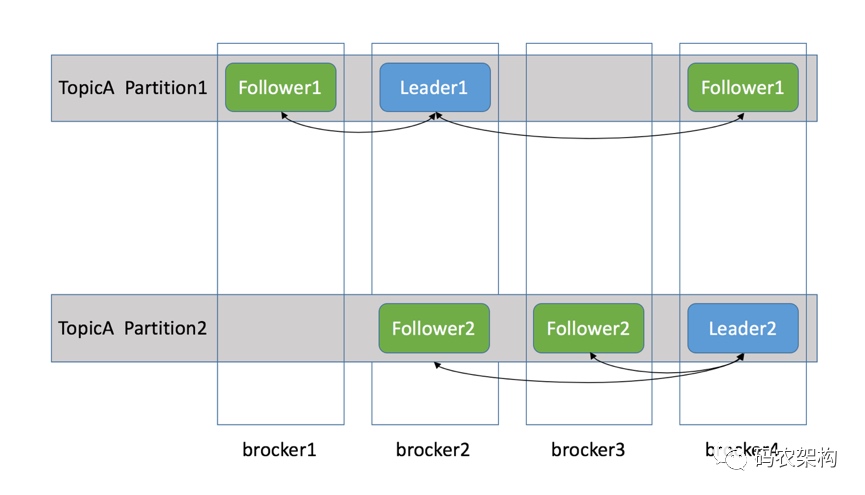 TopicA Partition1 Follower1 Leader1 Follower1
TopicA Partition2 Follower2 Follower2 Leader2
brocker1 brocker2 brocker3 brocker4
码农架构